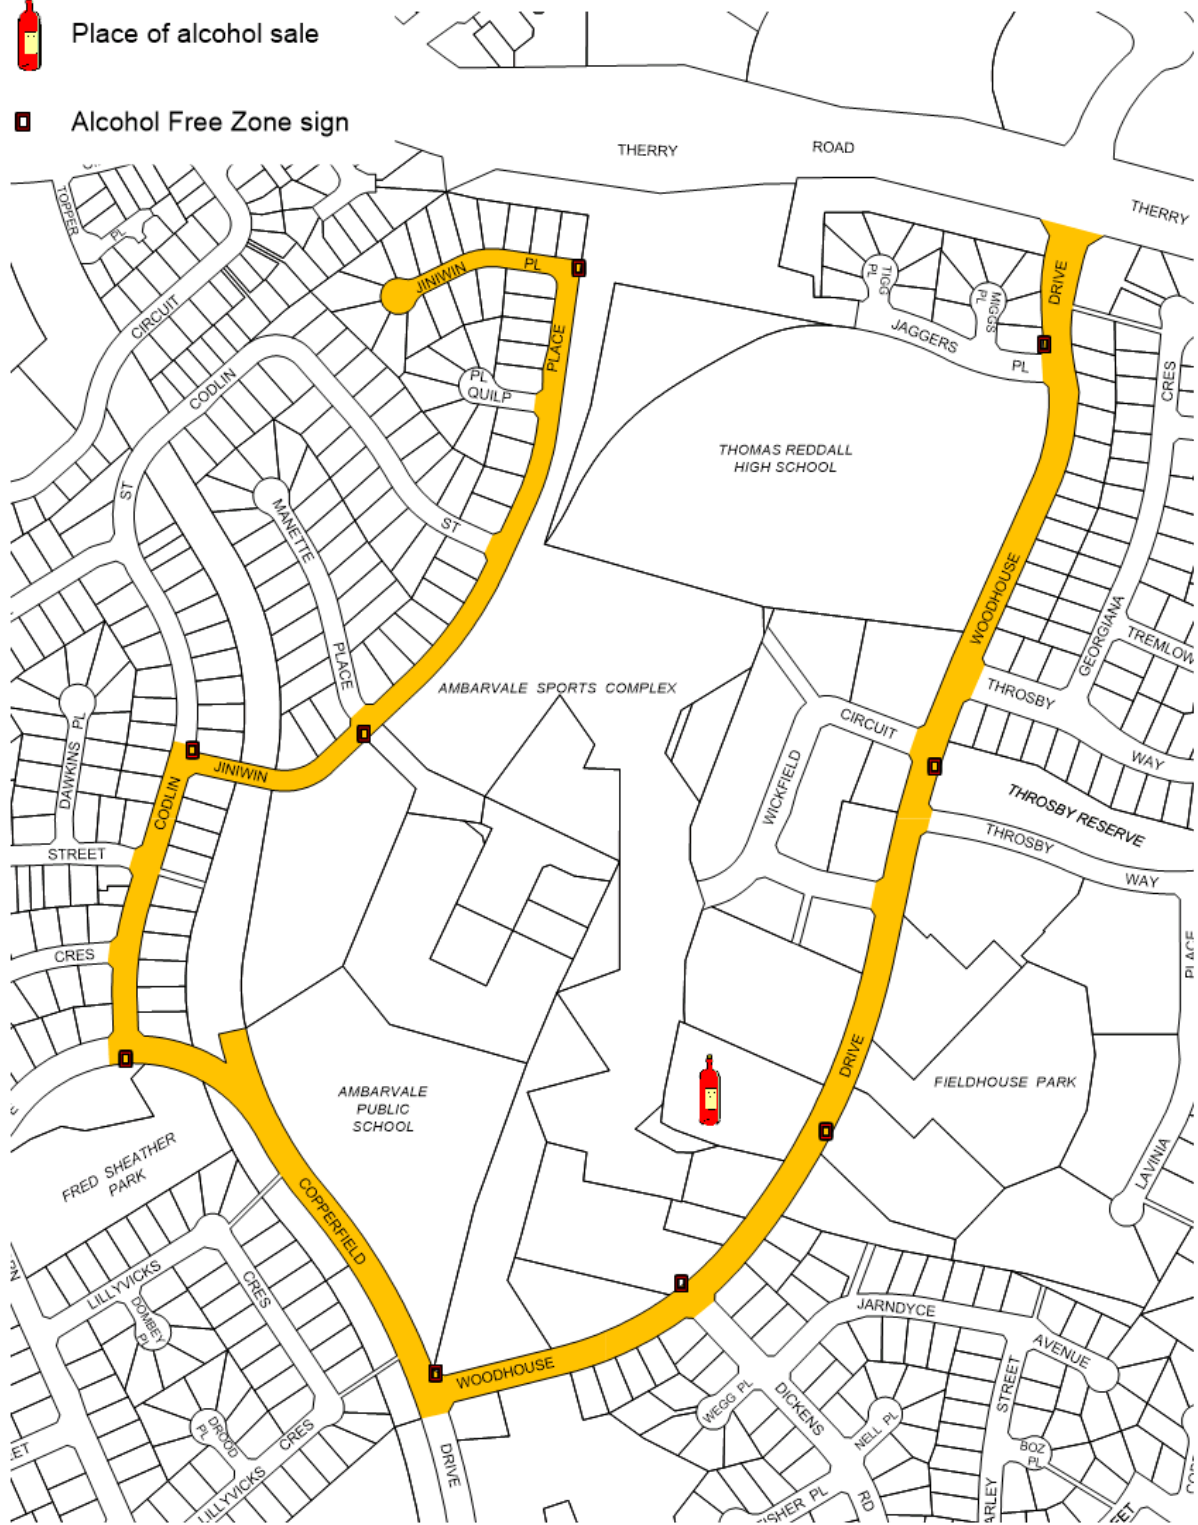 Place of alcohol sale
Alcohol Free Zone sign
THERRY
ROAD
THERRY
TOPPER
PL
CIRCUIT
JINIWIN
PL
PLACE
PL
QUILP
CODLIN
ST
ST
MANETTE
PLACE
TIGG
PL
MIGGS
PL
JAGGERS
PL
DRIVE
CRES
THOMAS REDDALL
HIGH SCHOOL
WOODHOUSE
GEORGIANA
TREMLOW
THROSBY
WAY
AMBARVALE SPORTS COMPLEX
CIRCUIT
WICKFIELD
THROSBY RESERVE
THROSBY
WAY
PLACE
DAWKINS PL
JINIWIN
CODLIN
STREET
CRES
DRIVE
FIELDHOUSE PARK
LAVINIA
AMBARVALE
PUBLIC
SCHOOL
FRED SHEATHER
PARK
COPPERFIELD
LILLYVICKS
CRES
DOMBEY
PL
DROOD
PL
CRES
LILLYVICKS
WOODHOUSE
DRIVE
JARNDYCE
AVENUE
STREET
WEGG PL
DICKENS
RD
NELL PL
BOZ
PL